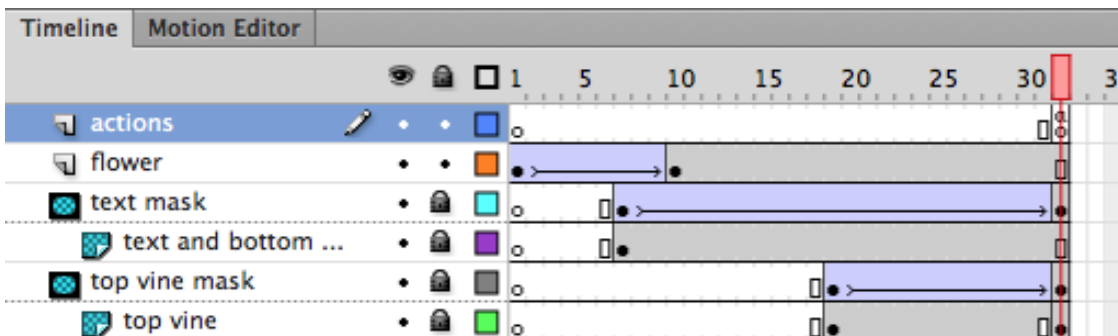 Timeline Motion Editor
1 5 10 15 20 25 30 3
actions
a
flower
text mask
text and bottom ...
top vine mask
top vine